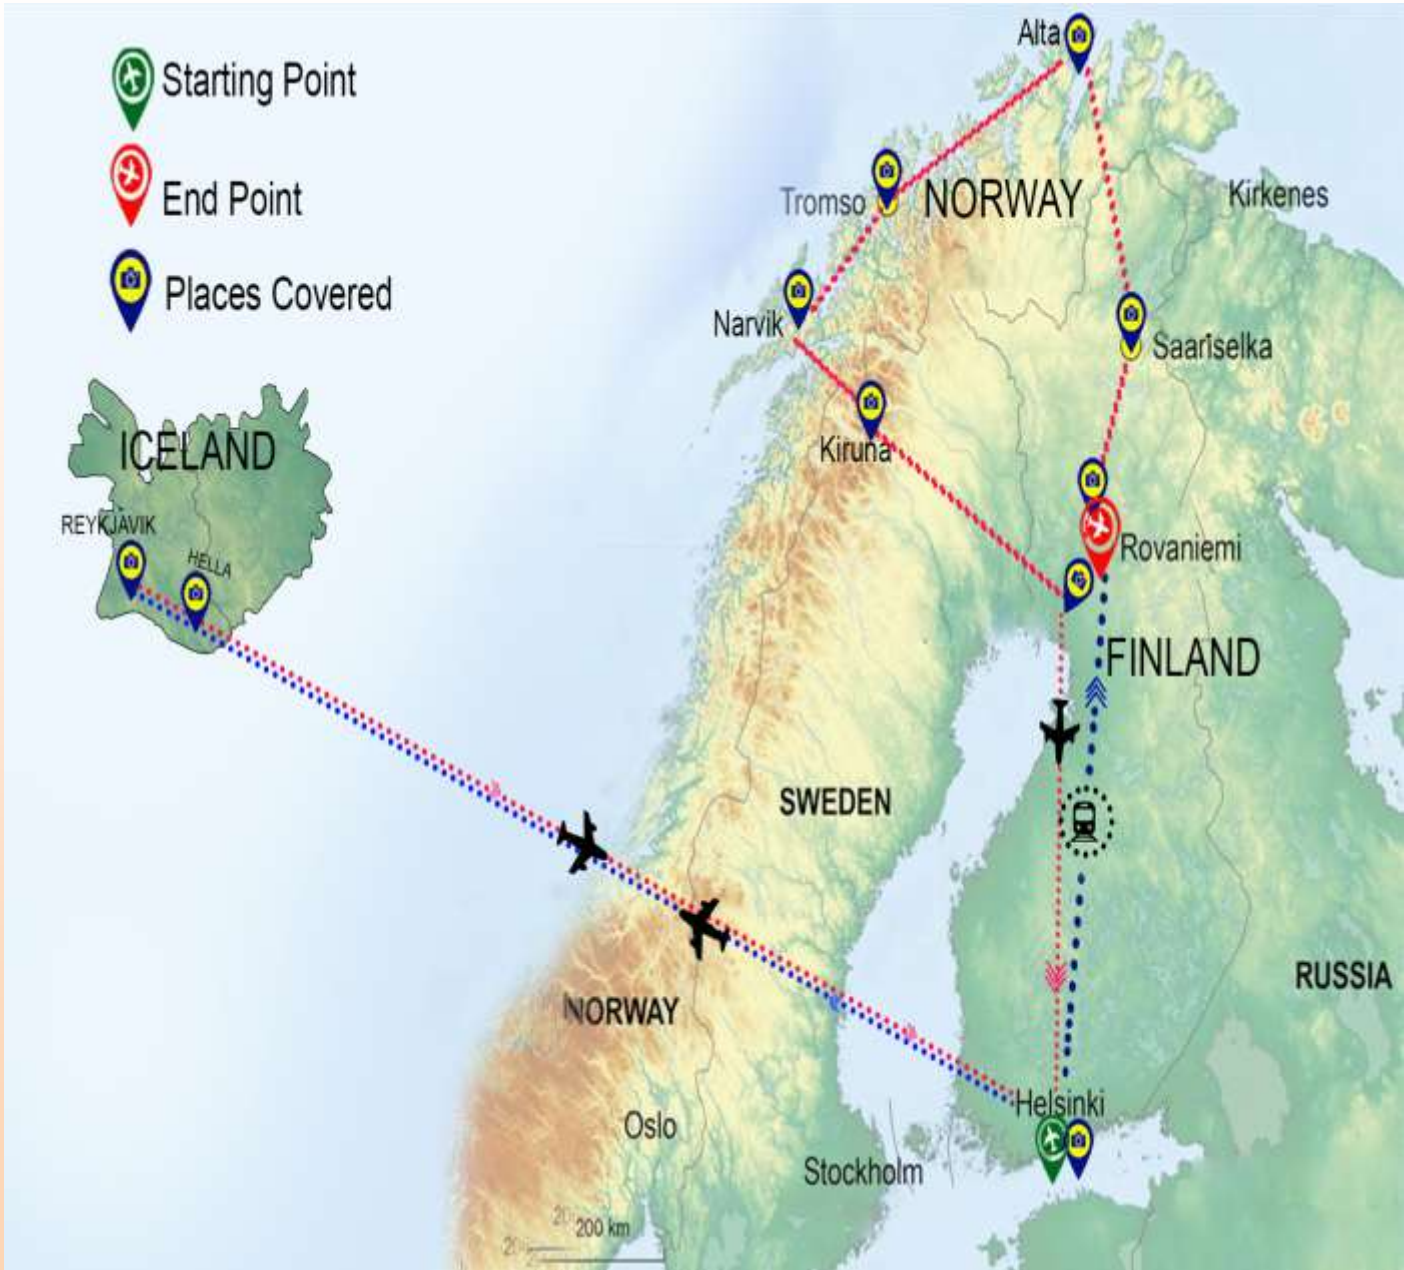 Starting Point
End Point
Places Covered
Alta
Tromso
NORWAY
Kirkenes
Narvik
Saariselka
Kiruna
ICELAND
REYKJAVIK
HELLA
Rovaniemi
FINLAND
SWEDEN
NORWAY
RUSSIA
Helsinki
Oslo
Stockholm
200 km